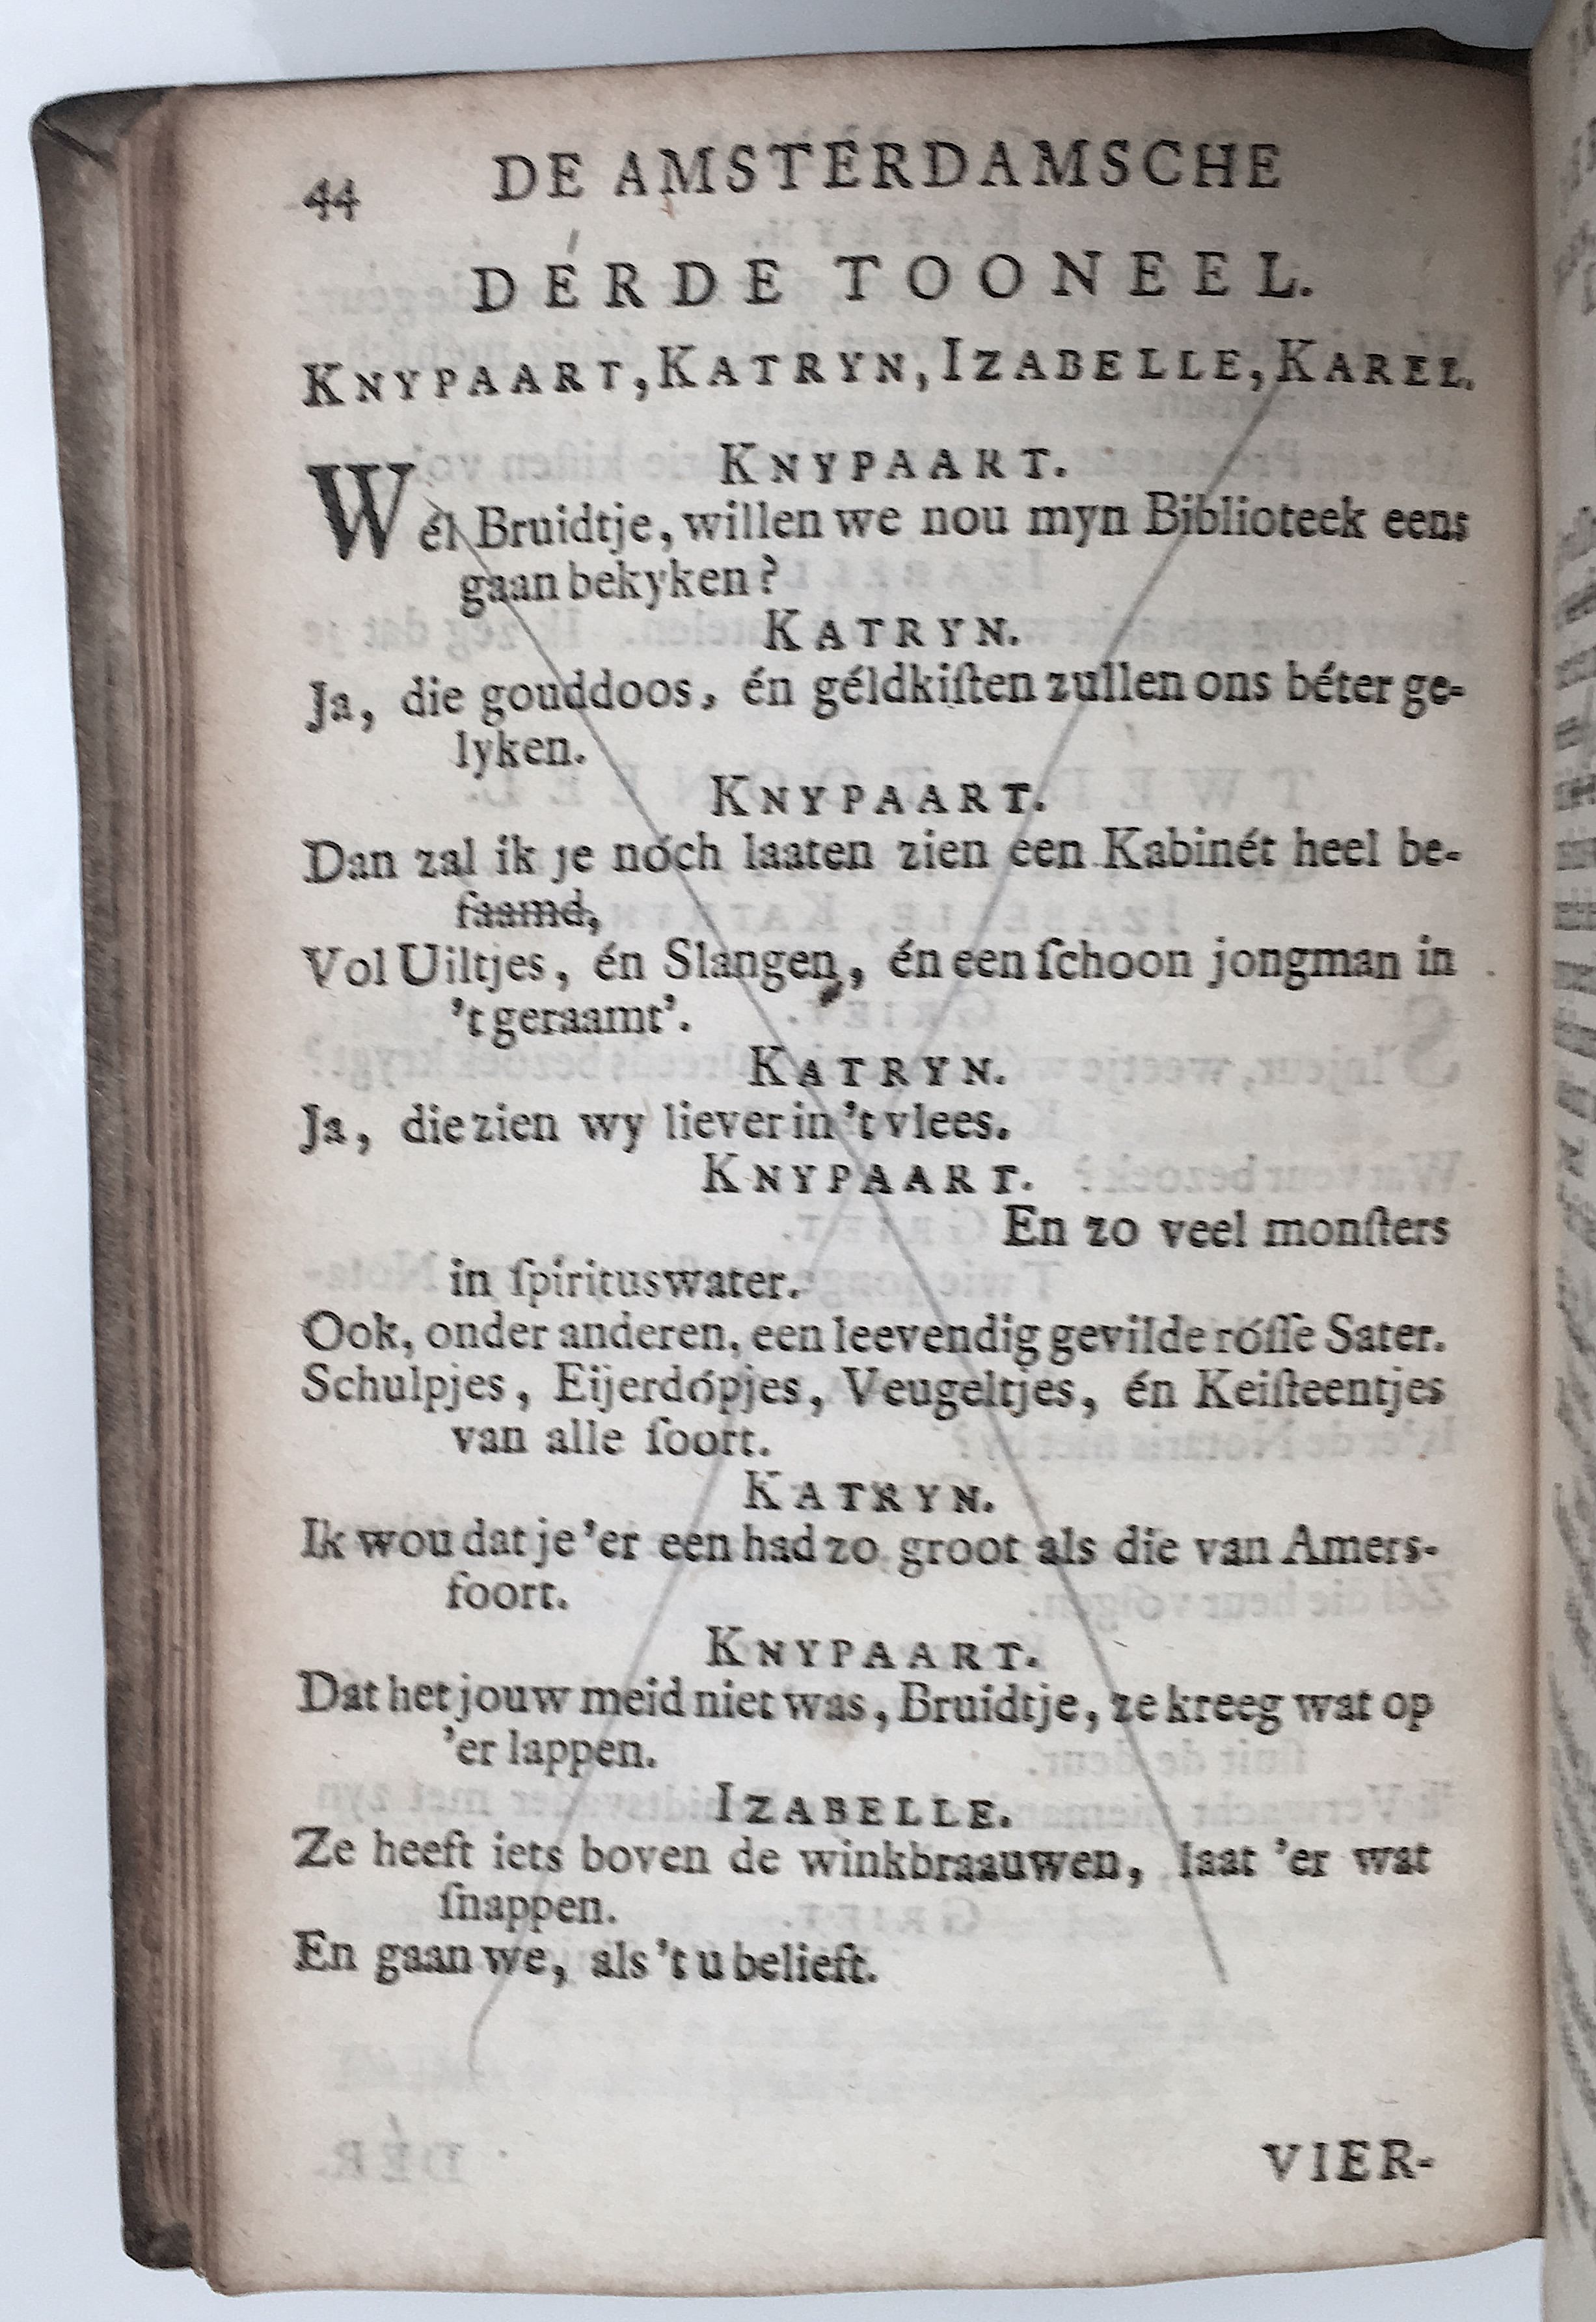 44 DE AMSTERDAMSCHE
DÉRDE TOONEEL.
KNYPAART, KATRYN, IZABELLE, KAREL.
KNYPAART.
Wél Bruidtje, willen we nou myn Biblioteek eens
gaan bekyken?
KATRYN.
Ja, die gouddoos, én géldkiſten zullen ons béter ge-
lyken.
KNYPAART.
Dan zal ik je nóch laaten zien een Kabinét heel be-
faamd,
Vol Uiltjes, én Slangen, én een ſchoon jongman in
't geraamt'.
KATRYN.
Ja, die zien wy liever in 't vlees.
KNYPAART.
En zo veel monſters
in ſpirituswater.
Ook, onder anderen, een leevendig gevilde róſſe Sater.
Schulpjes, Eijerdópjes, Veugeltjes, én Keiſteentjes
van alle ſoort.
KATRYN.
Ik wou dat je 'er een had zo groot als die van Amers-
foort.
KNYPAART.
Dat het jouw meid niet was, Bruidtje, ze kreeg wat op
'er lappen.
IZABELLE.
Ze heeft iets boven de winkbraauwen, laat 'er wat
ſnappen.
En gaan we, als 't u belieft.
VIER-